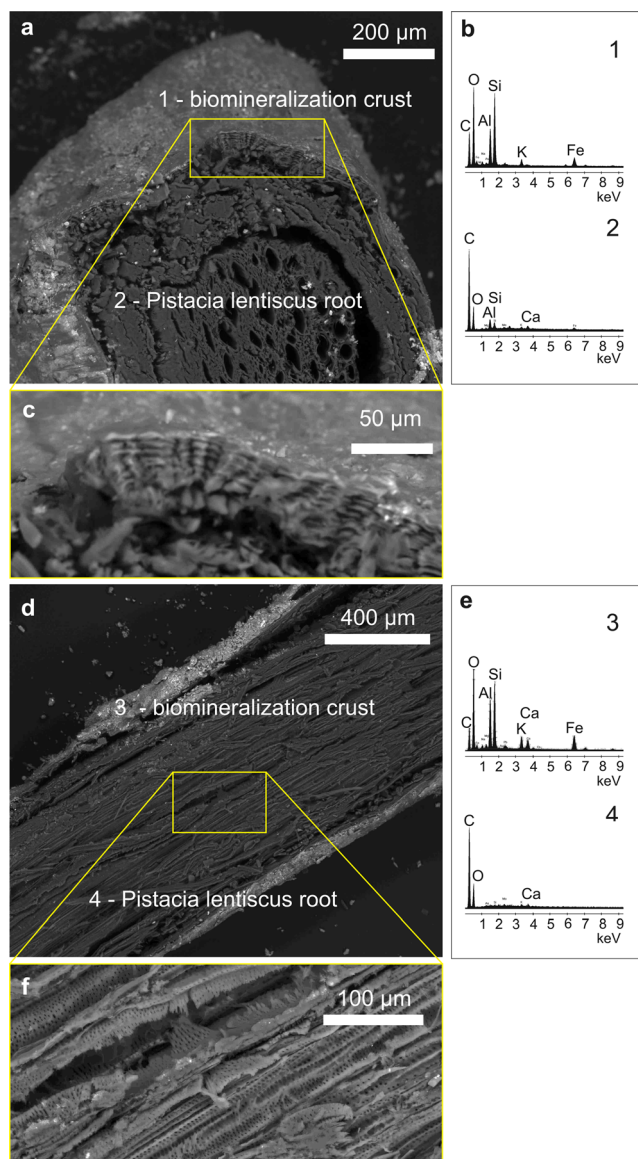 a
200 µm
1 - biomineralization crust
2 - Pistacia lentiscus root
b
1
O
Si
C
Al
K
Fe
1 2 3 4 5 6 7 8 9
keV
2
C
O
Si
Al
Ca
1 2 3 4 5 6 7 8 9
keV
c
50 µm
d
400 µm
3 - biomineralization crust
4 - Pistacia lentiscus root
e
3
O
Si
Al
Ca
C
K
Fe
1 2 3 4 5 6 7 8 9
keV
4
C
O
Ca
1 2 3 4 5 6 7 8 9
keV
f
100 µm